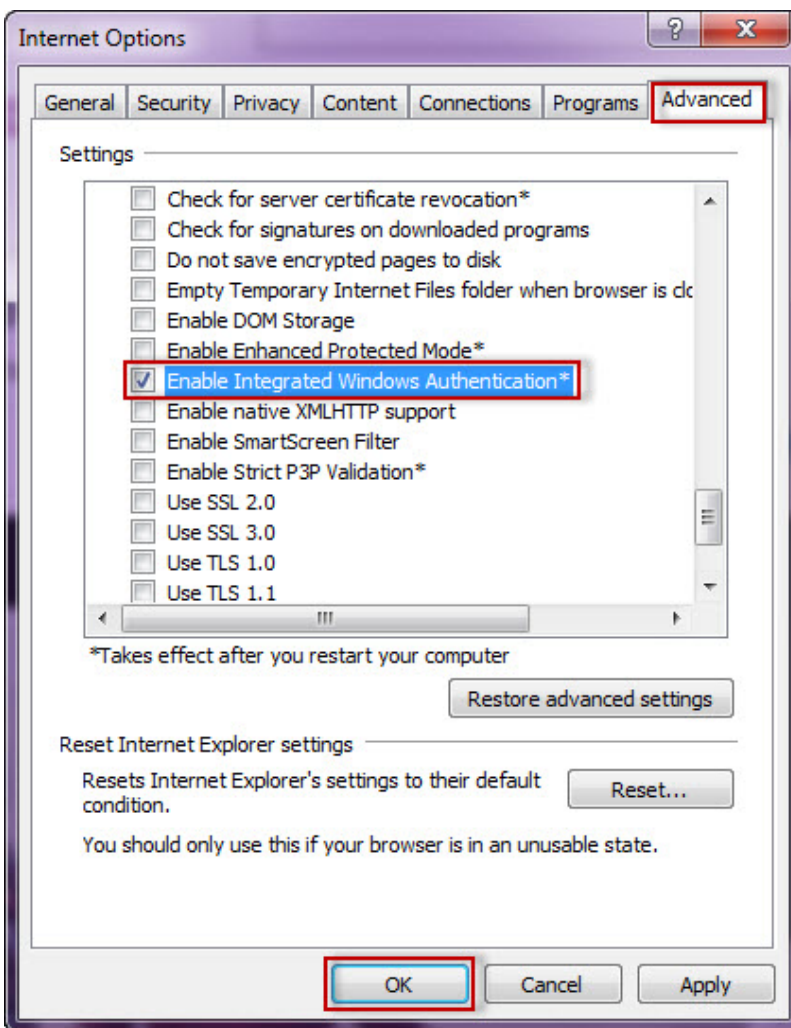 Internet Options
General Security Privacy Content Connections Programs Advanced
Settings
Check for server certificate revocation*
Check for signatures on downloaded programs
Do not save encrypted pages to disk
Empty Temporary Internet Files folder when browser is clc
Enable DOM Storage
Enable Enhanced Protected Mode*
Enable Integrated Windows Authentication*
Enable native XMLHTTP support
Enable SmartScreen Filter
Enable Strict P3P Validation*
Use SSL 2.0
Use SSL 3.0
Use TLS 1.0
Use TLS 1.1
*Takes effect after you restart your computer
Restore advanced settings
Reset Internet Explorer settings
Resets Internet Explorer's settings to their default
condition.
Reset...
You should only use this if your browser is in an unusable state.
OK Cancel Apply